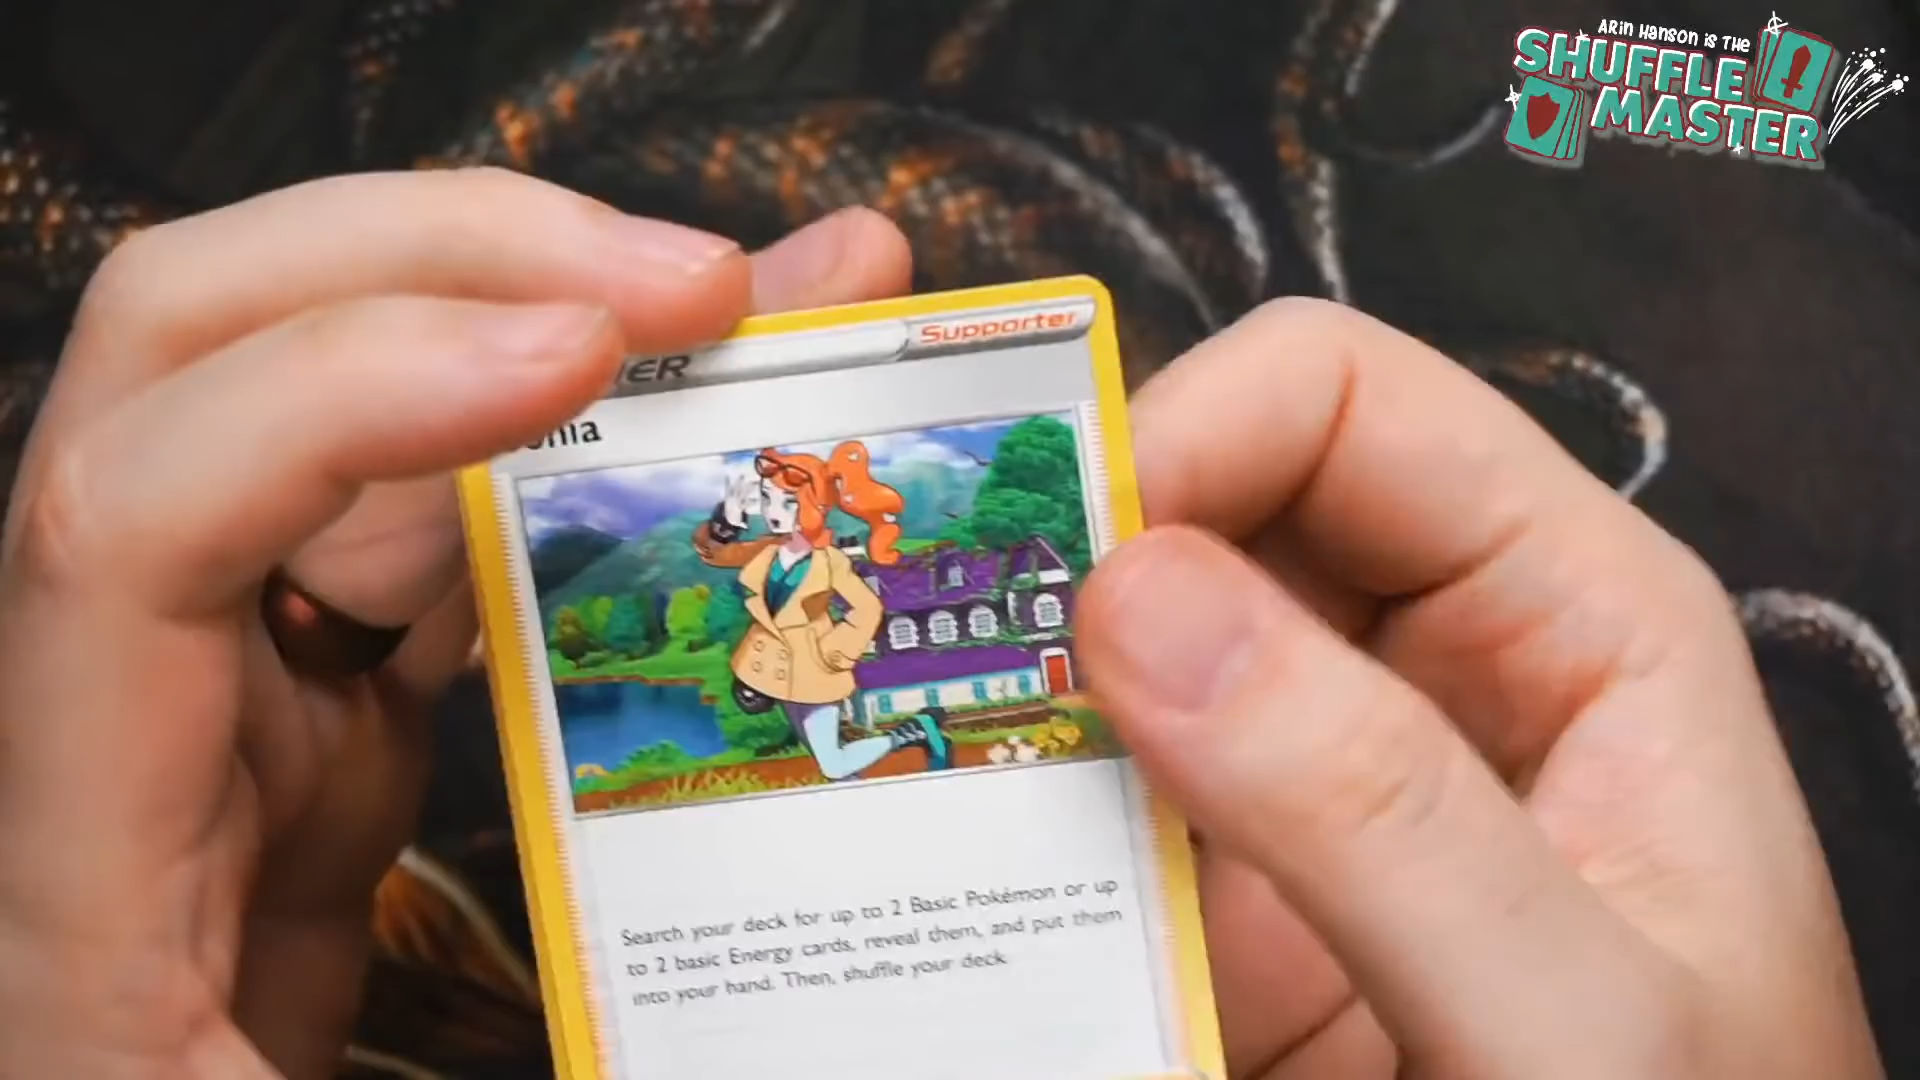 ARin Hanson is THe
SHUFFLE
MASTER
Supporter
Search your deck for up to 2 Basic Pokémon or up
to 2 basic Energy cards, reveal them, and put them
into your hand. Then, shuffle your deck.